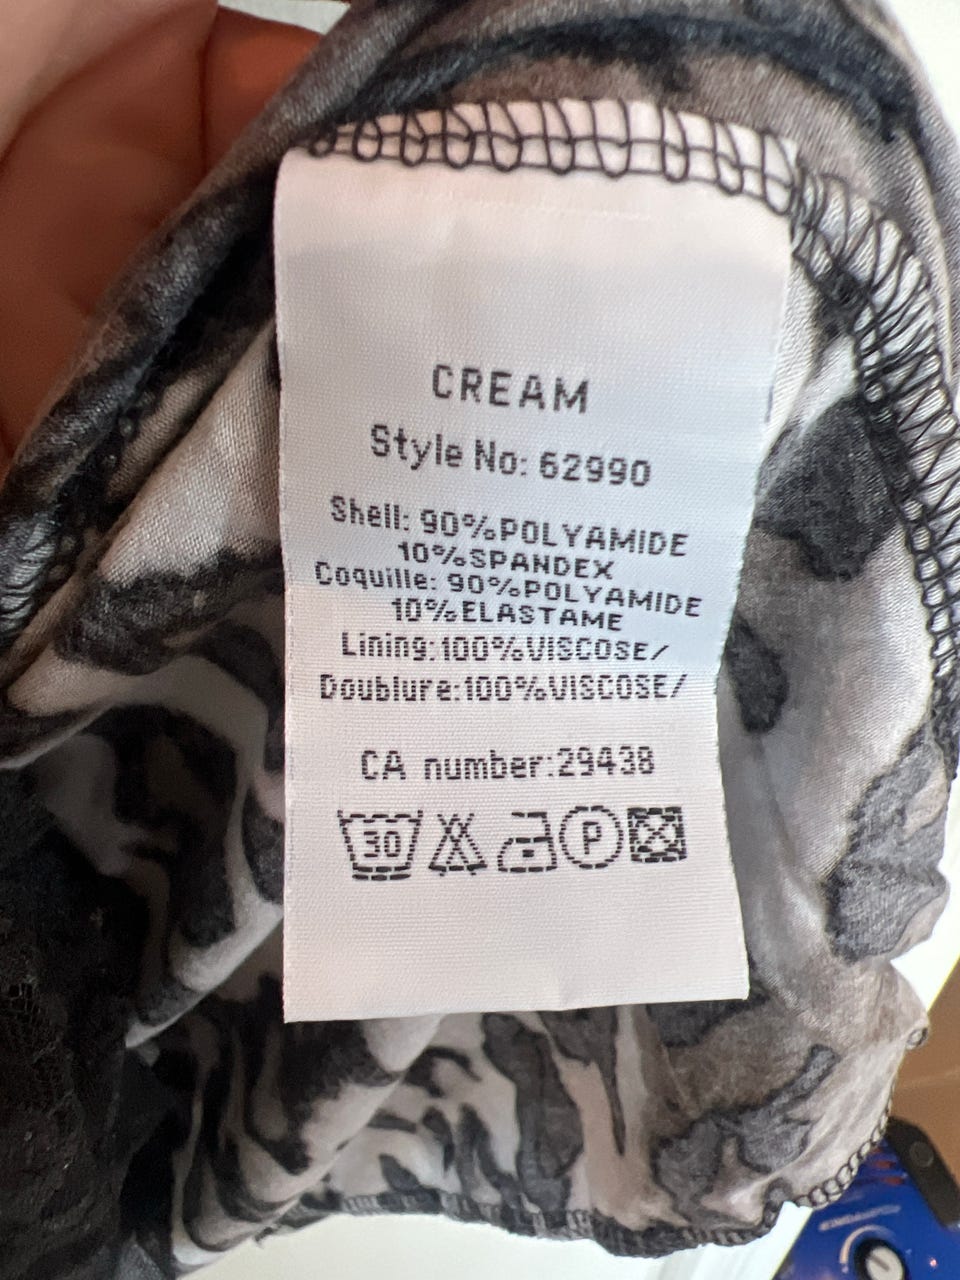 CREAM
Style No: 62990
Shell: 90%POLYAMIDE
10%SPANDEX
Coquille: 90%POLYAMIDE
10%ELASTAME
Lining:100%VISCOSE/
Doublure:100%VISCOSE/
CA number:29438
30 P